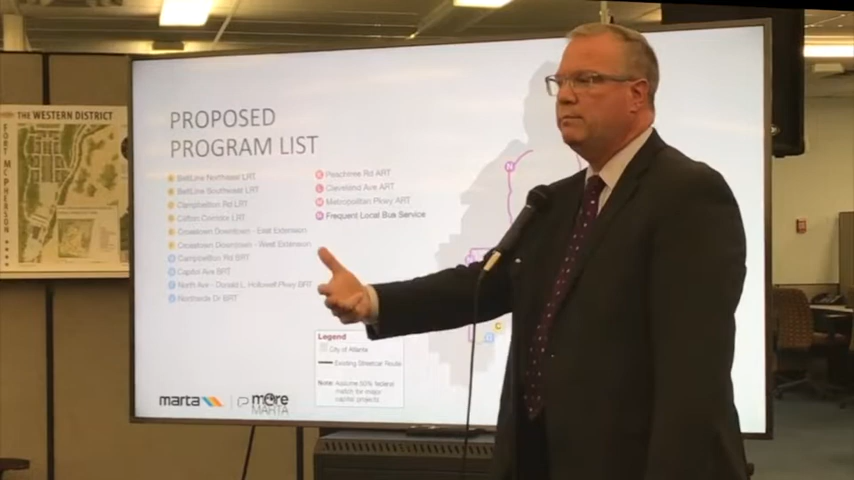 THE WESTERN DISTRICT
FORT McPHERSON
PROPOSED
PROGRAM LIST
BeltLine Northeast LRT
BeltLine Southeast LRT
Campbellton Rd LRT
Clifton Corridor LRT
Crosstown Downtown - East Extension
Crosstown Downtown - West Extension
Campbellton Rd BRT
Capitol Ave BRT
North Ave - Donald L Hollowell Pkwy BRT
Northside Dr BRT
K Peachtree Rd ART
L Cleveland Ave ART
M Metropolitan Pkwy ART
N Frequent Local Bus Service
N
C
Legend
City of Atlanta
Existing Streetcar Route
Note: Assume 50% federal
match for major
capital projects
marta
more
MARTA